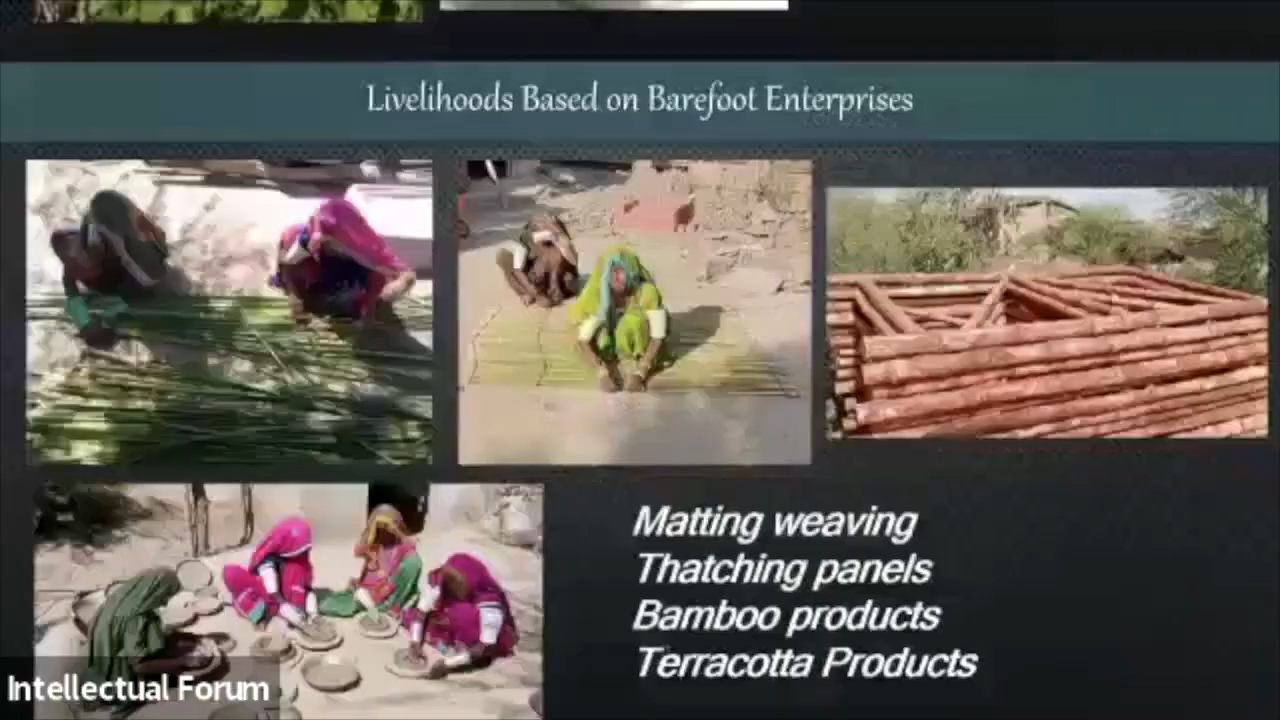 Livelihoods Based on Barefoot Enterprises
Matting weaving
Thatching panels
Bamboo products
Terracotta Products
Intellectual Forum